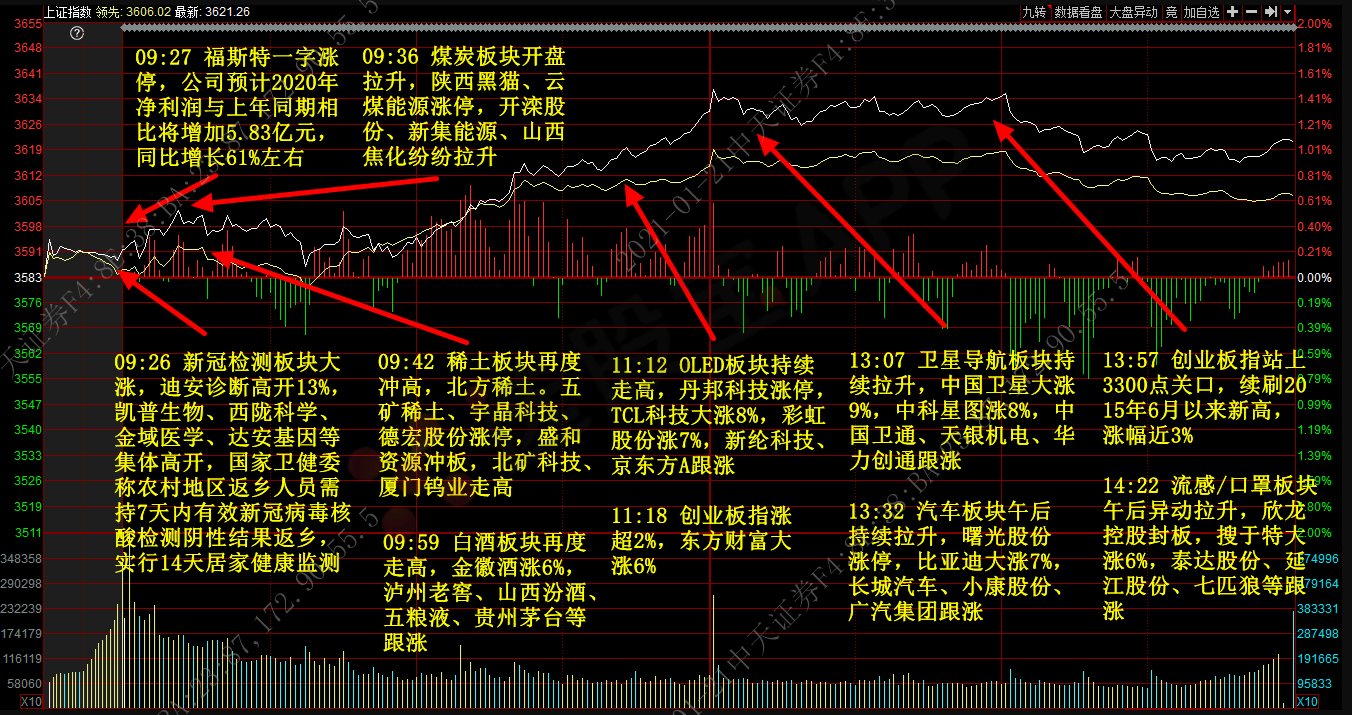 上证指数 领先: 3606.02 最新: 3621.26
九转 数据看盘 大盘异动 竞 加自选
3655
3648
3641
3634
3626
3619
3612
3605
3598
3591
3583
3576
3569
3562
3555
3547
3540
3533
3526
3519
3511
348358
290298
232239
174179
116119
58060
X10
09:27 福斯特一字涨
停，公司预计2020年
净利润与上年同期相
比将增加5.83亿元，
同比增长61%左右
09:36 煤炭板块开盘
拉升，陕西黑猫、云
煤能源涨停，开滦股
份、新集能源、山西
焦化纷纷拉升
09:26 新冠检测板块大
涨，迪安诊断高开13%，
凯普生物、西陇科学、
金域医学、达安基因等
集体高开，国家卫健委
称农村地区返乡人员需
持7天内有效新冠病毒核
酸检测阴性结果返乡，
实行14天居家健康监测
09:42 稀土板块再度
冲高，北方稀土。五
矿稀土、宇晶科技、
德宏股份涨停，盛和
资源冲板，北矿科技、
厦门钨业走高
09:59 白酒板块再度
走高，金徽酒涨6%，
泸州老窖、山西汾酒、
五粮液、贵州茅台等
跟涨
11:12 OLED板块持续
走高，丹邦科技涨停，
TCL科技大涨8%，彩虹
股份涨7%，新纶科技、
京东方A跟涨
11:18 创业板指涨
超2%，东方财富大
涨6%
13:07 卫星导航板块持
续拉升，中国卫星大涨
9%，中科星图涨8%，中
国卫通、天银机电、华
力创通跟涨
13:32 汽车板块午后
持续拉升，曙光股份
涨停，比亚迪大涨7%，
长城汽车、小康股份、
广汽集团跟涨
13:57 创业板指站上
3300点关口，续刷20
15年6月以来新高，
涨幅近3%
14:22 流感/口罩板块
午后异动拉升，欣龙
控股封板，搜于特大
涨6%，泰达股份、延
江股份、七匹狼等跟
涨
2.00%
1.81%
1.61%
1.41%
1.21%
1.01%
0.81%
0.61%
0.40%
0.21%
0.00%
0.19%
0.39%
0.59%
0.79%
0.99%
1.19%
1.39%
383331
287498
191665
95833
X10